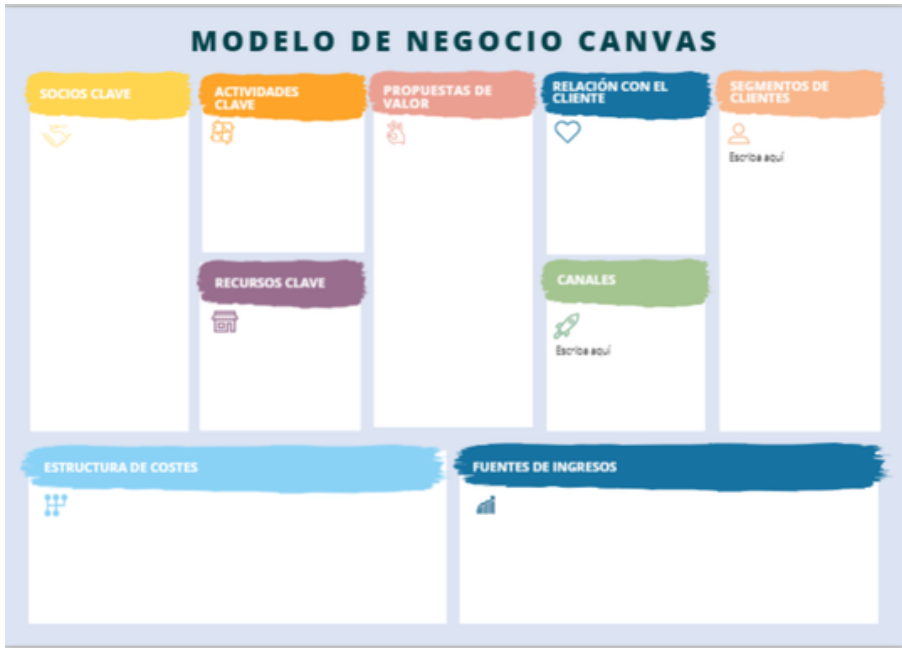 MODELO DE NEGOCIO CANVAS
SOCIOS CLAVE
ACTIVIDADES
CLAVE
PROPUESTAS DE
VALOR
RELACIÓN CON EL
CLIENTE
SEGMENTOS DE
CLIENTES
Escriba aquí
RECURSOS CLAVE
CANALES
Escriba aquí
ESTRUCTURA DE COSTES
FUENTES DE INGRESOS